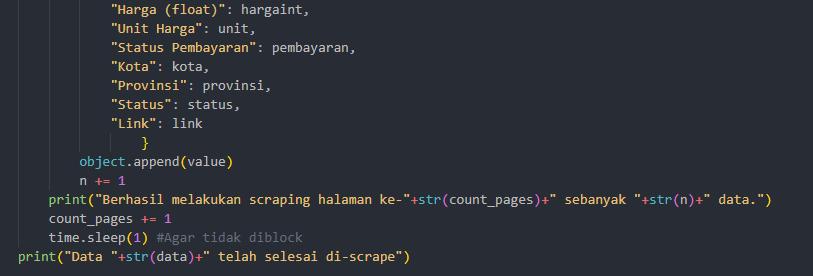 "Harga (float)": hargaint,
"Unit Harga": unit,
"Status Pembayaran": pembayaran,
"Kota": kota,
"Provinsi": provinsi,
"Status": status,
"Link": link
}
object.append(value)
n += 1
print("Berhasil melakukan scraping halaman ke-"+str(count_pages)+" sebanyak "+str(n)+" data.")
count_pages += 1
time.sleep(1) #Agar tidak diblock
print("Data "+str(data)+" telah selesai di-scrape")